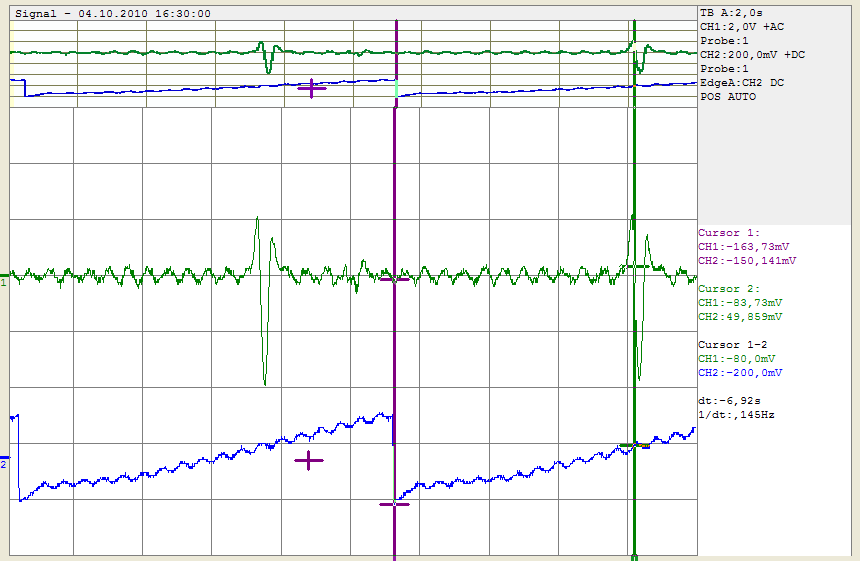 Signal - 04.10.2010 16:30:00
TB A:2,0s
CH1:2,0V +AC
Probe:1
CH2:200,0mV +DC
Probe:1
EdgeA:CH2 DC
POS AUTO
Cursor 1:
CH1:-163,73mV
CH2:-150,141mV
Cursor 2:
CH1:-83,73mV
CH2:49,859mV
Cursor 1-2
CH1:-80,0mV
CH2:-200,0mV
dt:-6,92s
1/dt:,145Hz
1
2